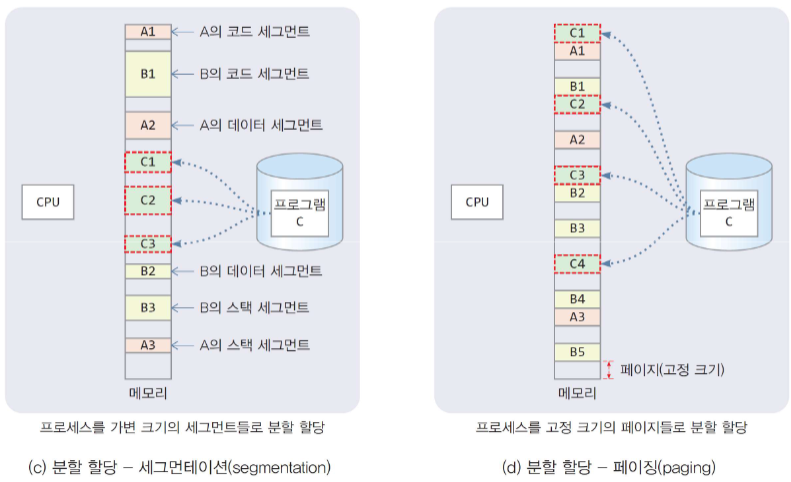 A1
A의 코드 세그먼트
B1
B의 코드 세그먼트
A2
A의 데이터 세그먼트
C1
C2
C3
CPU
프로그램
C
B2
B의 데이터 세그먼트
B3
B의 스택 세그먼트
A3
A의 스택 세그먼트
메모리
프로세스를 가변 크기의 세그먼트들로 분할 할당
(c) 분할 할당 – 세그먼테이션(segmentation)
C1
A1
B1
C2
A2
C3
B2
B3
C4
B4
A3
B5
CPU
프로그램
C
페이지(고정 크기)
메모리
프로세스를 고정 크기의 페이지들로 분할 할당
(d) 분할 할당 – 페이징(paging)